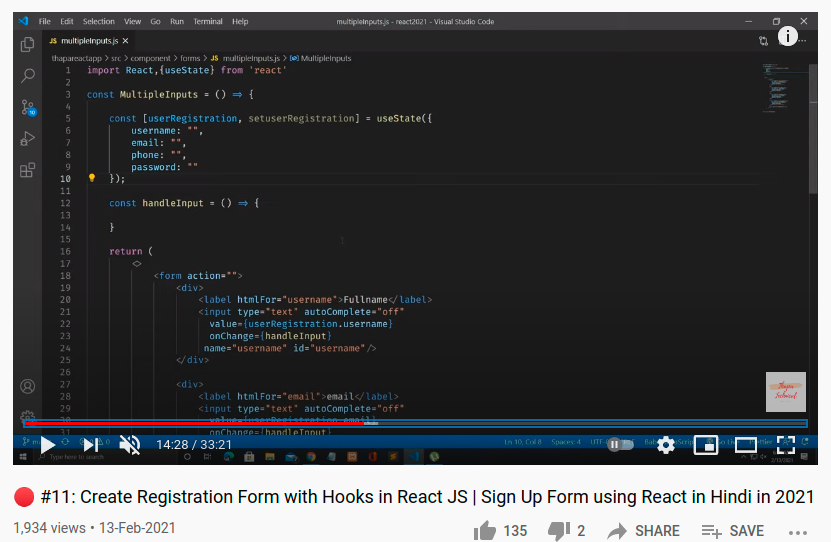 File Edit Selection View Go Run Terminal Help multipleInputs.js - react2021 - Visual Studio Code
JS multipleInputs.js ×
thapareactapp > src > component > forms > JS multipleInputs.js > MultipleInputs
1 import React,{useState} from 'react'
2
3 const MultipleInputs = () ⇒ {
4
5 const [userRegistration, setuserRegistration] = useState({
6 username: "",
7 email: "",
8 phone: "",
9 password: ""
10 });
11
12 const handleInput = () ⇒ {
13
14 }
15
16 return (
17 <>
18 <form action="">
19 <div>
20 <label htmlFor="username">Fullname</label>
21 <input type="text" autoComplete="off"
22 value={userRegistration.username}
23 onChange={handleInput}
24 name="username" id="username"/>
25 </div>
26
27 <div>
28 <label htmlFor="email">email</label>
29 <input type="text" autoComplete="off"
30 value={userRegistration.email}
31 onChange={handleInput}
Thapa
Technical
Ln 10, Col 8 Spaces: 4
14:28 / 33:21
Type here to search
#11: Create Registration Form with Hooks in React JS | Sign Up Form using React in Hindi in 2021
1,934 views • 13-Feb-2021
135 2 SHARE SAVE